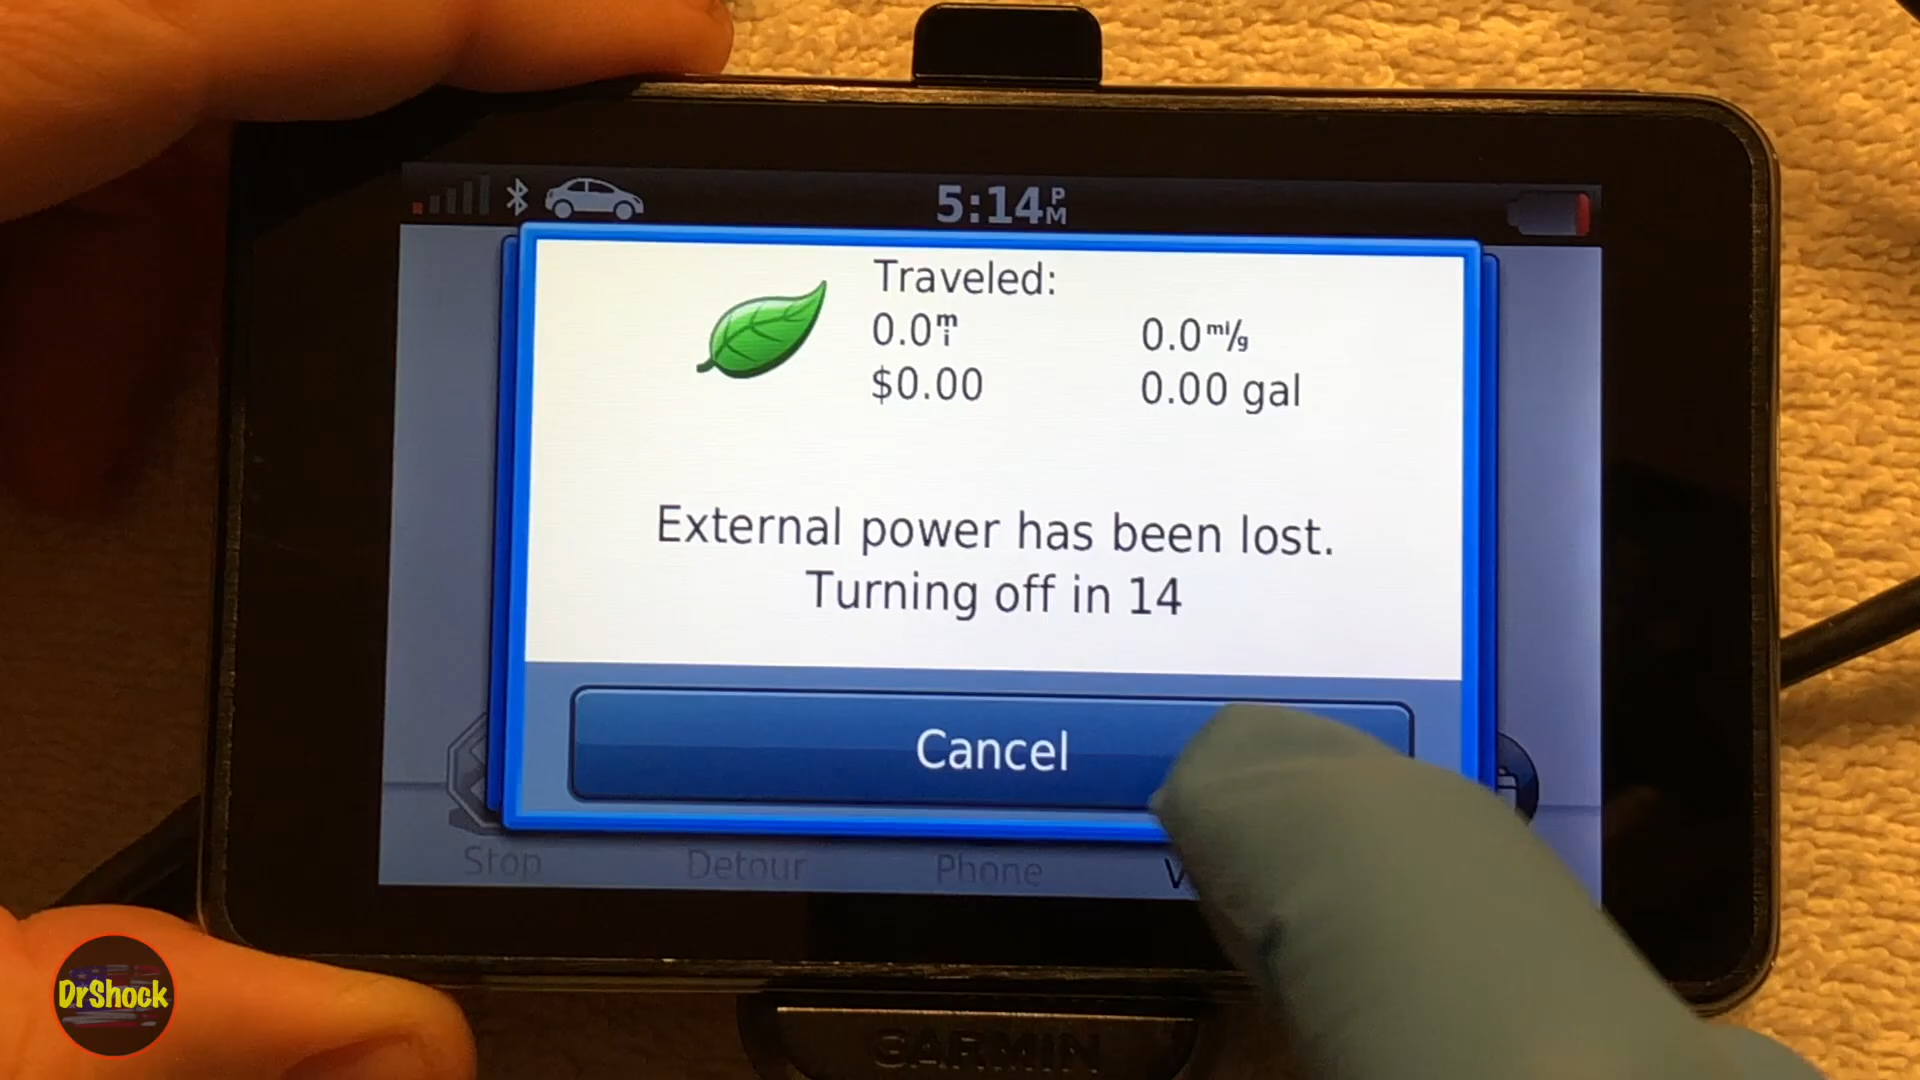 5:14PM
Traveled:
0.0mi 0.0mi/g
$0.00 0.00 gal
External power has been lost.
Turning off in 14
Cancel
Stop Detour Phone
DrShock
GARMIN